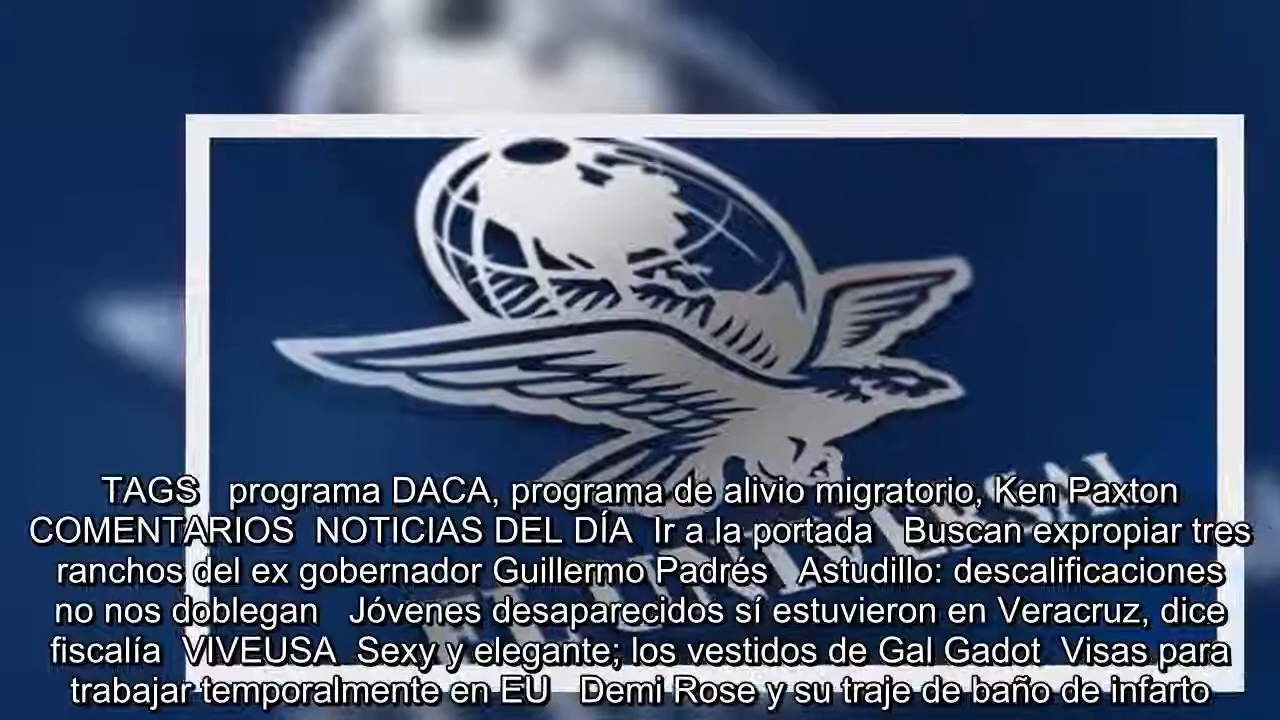 TAGS programa DACA, programa de alivio migratorio, Ken Paxton
COMENTARIOS NOTICIAS DEL DÍA Ir a la portada Buscan expropiar tres
ranchos del ex gobernador Guillermo Padrés Astudillo: descalificaciones
no nos doblegan Jóvenes desaparecidos sí estuvieron en Veracruz, dice
fiscalía VIVEUSA Sexy y elegante; los vestidos de Gal Gadot Visas para
trabajar temporalmente en EU Demi Rose y su traje de baño de infarto
EL UNIVERSAL